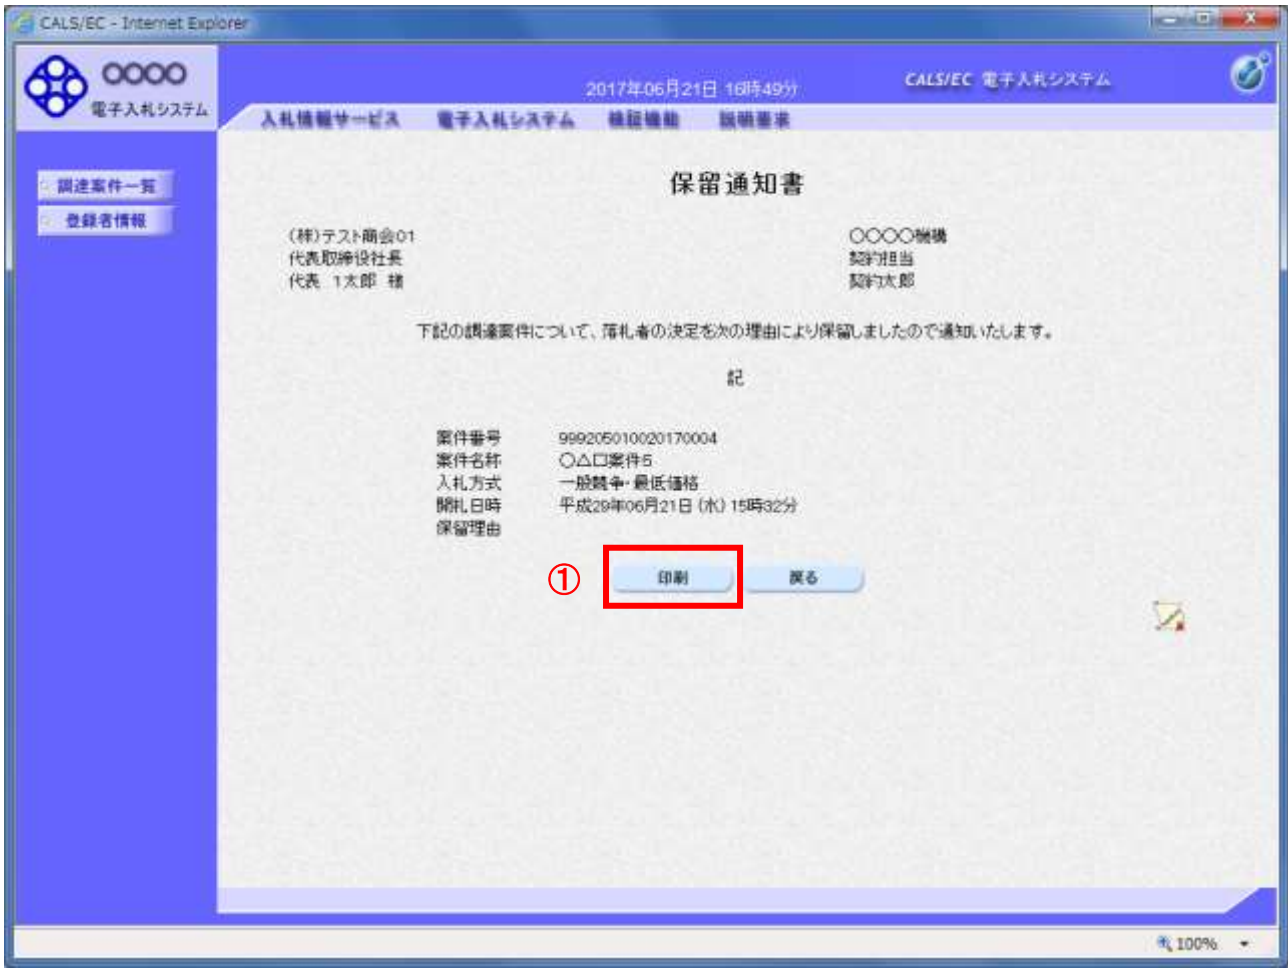 CALS/EC - Internet Explorer
〇〇〇〇
電子入札システム
2017年06月21日 16時49分
CALS/EC 電子入札システム
入札情報サービス 電子入札システム 検証機能 説明要求
調達案件一覧
登録者情報
保留通知書
(株)テスト商会01
代表取締役社長
代表 1太郎 様
〇〇〇〇機構
契約担当
契約太郎
下記の調達案件について、落札者の決定を次の理由により保留しましたので通知いたします。
記
案件番号 999205010020170004
案件名称 〇△口案件5
入札方式 一般競争・最低価格
開札日時 平成29年06月21日 (水) 15時32分
保留理由
① 印刷 戻る
100%